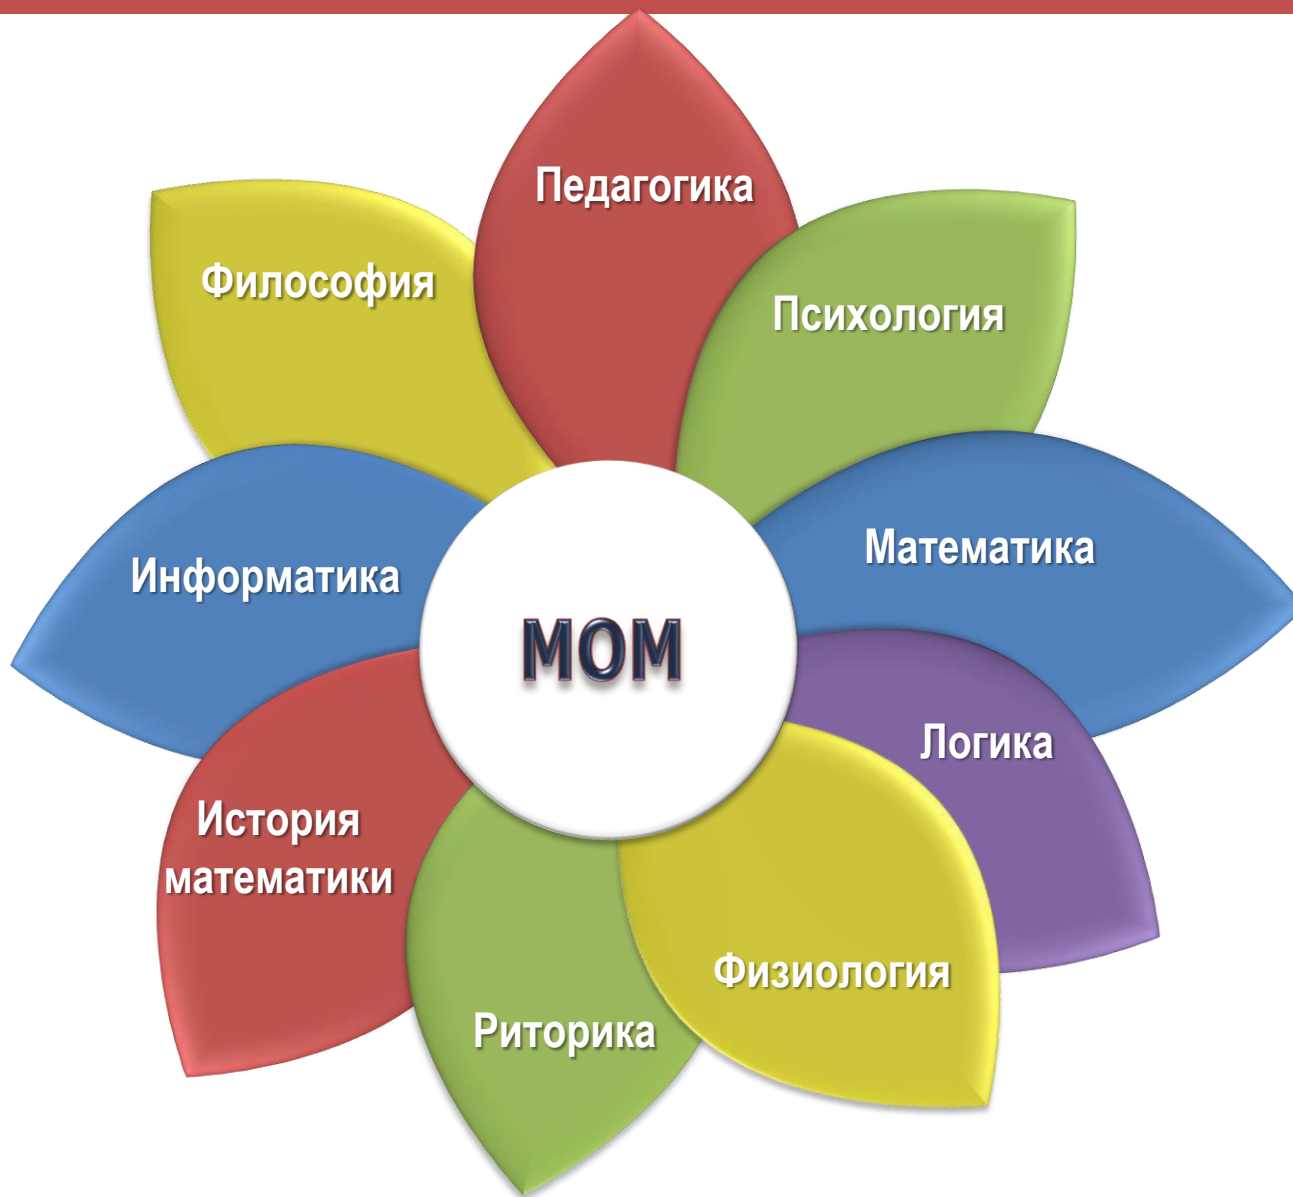 Педагогика
Философия
Психология
Математика
Информатика
МОМ
Логика
История
математики
Физиология
Риторика